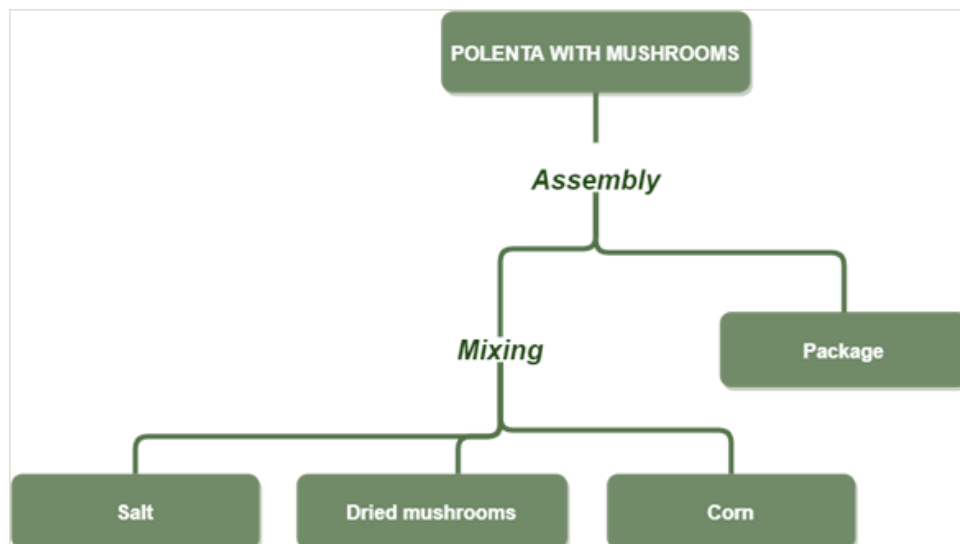 POLENTA WITH MUSHROOMS
Assembly
Mixing
Package
Salt
Dried mushrooms
Corn